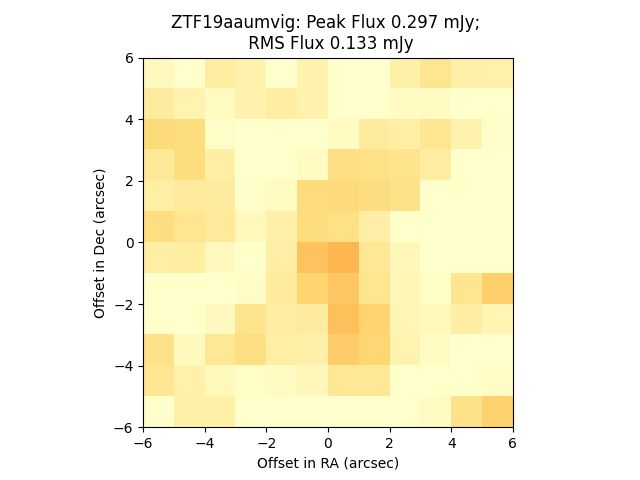 ZTF19aaumvig: Peak Flux 0.297 mJy;
RMS Flux 0.133 mJy
6
4
2
0
−2
−4
−6
Offset in Dec (arcsec)
−6 −4 −2 0 2 4 6
Offset in RA (arcsec)